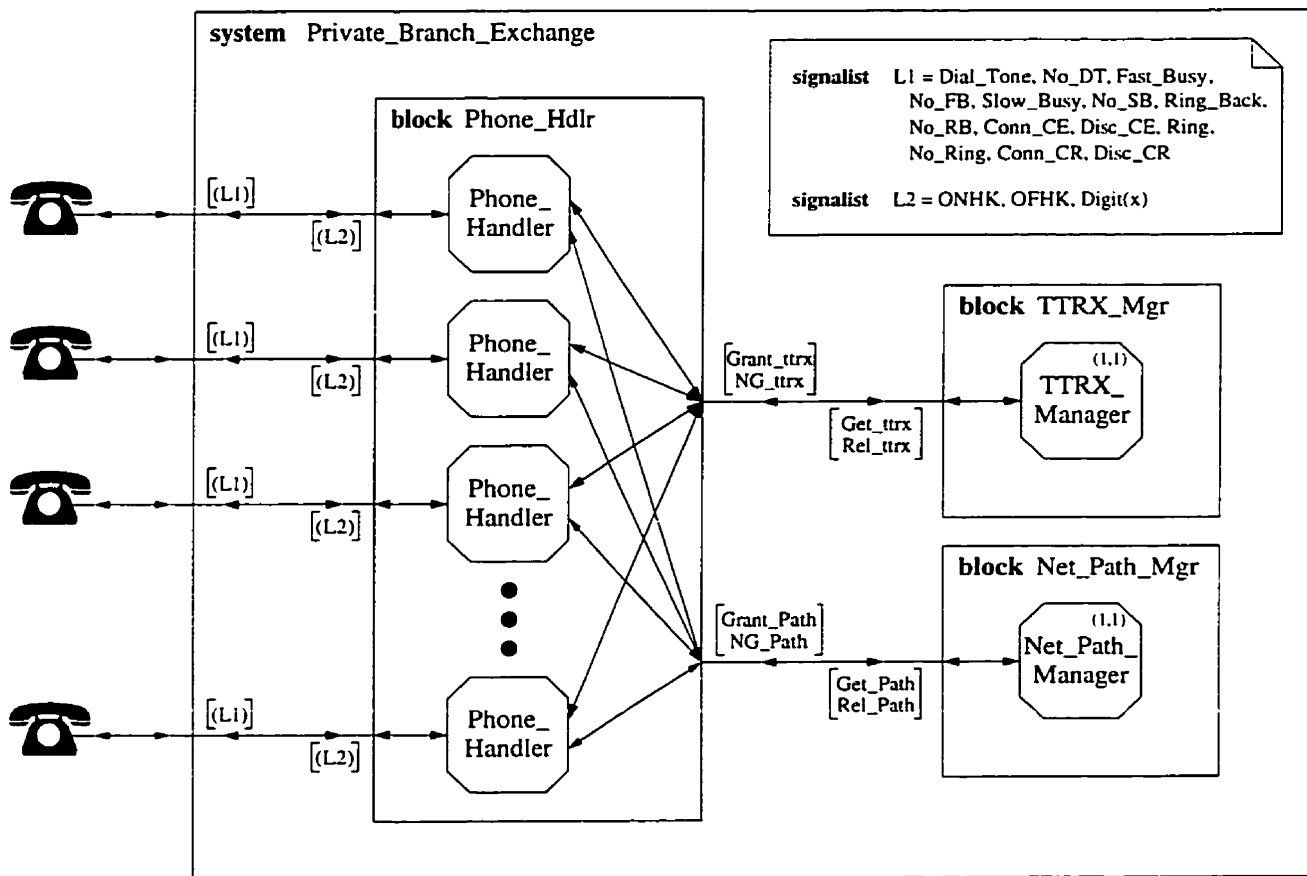 system Private_Branch_Exchange
signalist L1 = Dial_Tone, No_DT, Fast_Busy,
No_FB, Slow_Busy, No_SB, Ring_Back,
No_RB, Conn_CE, Disc_CE, Ring,
No_Ring, Conn_CR, Disc_CR
signalist L2 = ONHK, OFHK, Digit(x)
block Phone_Hdlr
[(L1)]
[(L2)]
Phone_
Handler
[(L1)]
[(L2)]
Phone_
Handler
[(L1)]
[(L2)]
Phone_
Handler
[(L1)]
[(L2)]
Phone_
Handler
Grant_ttrx
NG_ttrx
Get_ttrx
Rel_ttrx
block TTRX_Mgr
(1,1)
TTRX_
Manager
Grant_Path
NG_Path
Get_Path
Rel_Path
block Net_Path_Mgr
(1,1)
Net_Path_
Manager